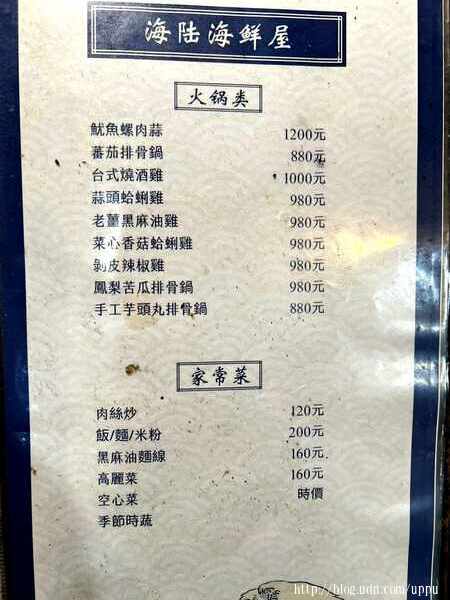 海陆海鲜屋
火锅类
魷魚螺肉蒜 1200元
蕃茄排骨鍋 880元
台式燒酒雞 1000元
蒜頭蛤蜊雞 980元
老薑黑麻油雞 980元
菜心香菇蛤蜊雞 980元
剝皮辣椒雞 980元
鳳梨苦瓜排骨鍋 980元
手工芋頭丸排骨鍋 880元
家常菜
肉絲炒 120元
飯/麵/米粉 200元
黑麻油麵線 160元
高麗菜 160元
空心菜 時價
季節時蔬
http://blog.udn.com/uppu